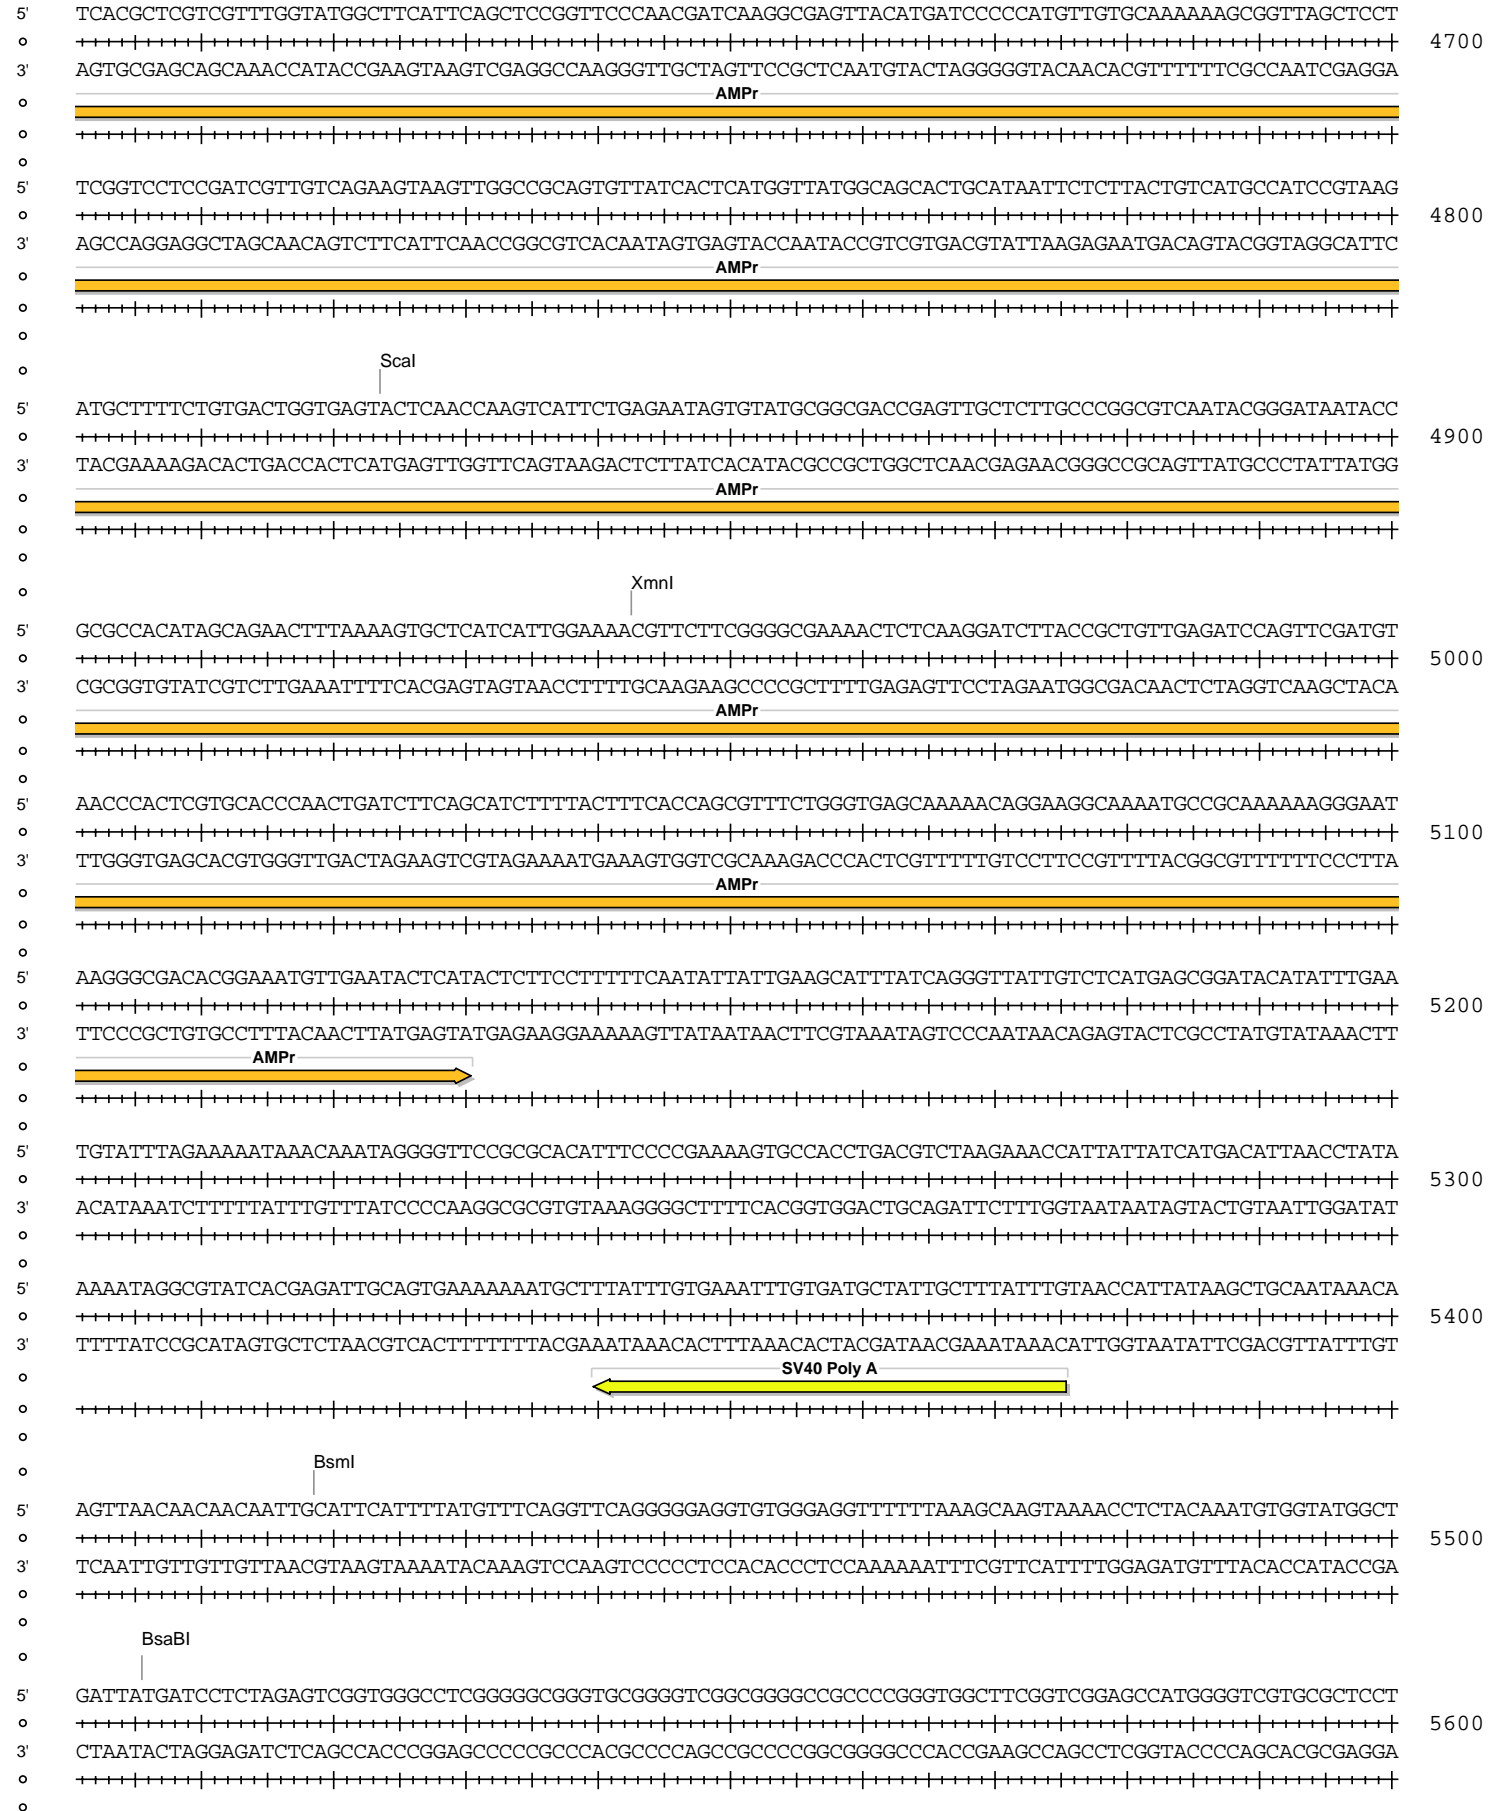 5' TCACGCTCGTCGTTTGGTATGGCTTCATTCAGCTCCGGTTCCCAACGATCAAGGCGAGTTACATGATCCCCCATGTTGTGCAAAAAAGCGGTTAGCTCCT
4700
3' AGTGCGAGCAGCAAACCATACCGAAGTAAGTCGAGGCCAAGGGTTGCTAGTTCCGCTCAATGTACTAGGGGGTACAACACGTTTTTTCGCCAATCGAGGA
AMPr
5' TCGGTCCTCCGATCGTTGTCAGAAGTAAGTTGGCCGCAGTGTTATCACTCATGGTTATGGCAGCACTGCATAATTCTCTTACTGTCATGCCATCCGTAAG
4800
3' AGCCAGGAGGCTAGCAACAGTCTTCATTCAACCGGCGTCACAATAGTGAGTACCAATACCGTCGTGACGTATTAAGAGAATGACAGTACGGTAGGCATTC
AMPr
ScaI
5' ATGCTTTTCTGTGACTGGTGAGTACTCAACCAAGTCATTCTGAGAATAGTGTATGCGGCGACCGAGTTGCTCTTGCCCGGCGTCAATACGGGATAATACC
4900
3' TACGAAAAGACACTGACCACTCATGAGTTGGTTCAGTAAGACTCTTATCACATACGCCGCTGGCTCAACGAGAACGGGCCGCAGTTATGCCCTATTATGG
AMPr
XmnI
5' GCGCCACATAGCAGAACTTTAAAAGTGCTCATCATTGGAAAACGTTCTTCGGGGCGAAAACTCTCAAGGATCTTACCGCTGTTGAGATCCAGTTCGATGT
5000
3' CGCGGTGTATCGTCTTGAAATTTTCACGAGTAGTAACCTTTTGCAAGAAGCCCCGCTTTTGAGAGTTCCTAGAATGGCGACAACTCTAGGTCAAGCTACA
AMPr
5' AACCCACTCGTGCACCCAACTGATCTTCAGCATCTTTTACTTTCACCAGCGTTTCTGGGTGAGCAAAAACAGGAAGGCAAAATGCCGCAAAAAAGGGAAT
5100
3' TTGGGTGAGCACGTGGGTTGACTAGAAGTCGTAGAAAATGAAAGTGGTCGCAAAGACCCACTCGTTTTTGTCCTTCCGTTTTACGGCGTTTTTTCCCTTA
AMPr
5' AAGGGCGACACGGAAATGTTGAATACTCATACTCTTCCTTTTTCAATATTATTGAAGCATTTATCAGGGTTATTGTCTCATGAGCGGATACATATTTGAA
5200
3' TTCCCGCTGTGCCTTTACAACTTATGAGTATGAGAAGGAAAAAGTTATAATAACTTCGTAAATAGTCCCAATAACAGAGTACTCGCCTATGTATAAACTT
AMPr
5' TGTATTTAGAAAAATAAACAAATAGGGGTTCCGCGCACATTTCCCCGAAAAGTGCCACCTGACGTCTAAGAAACCATTATTATCATGACATTAACCTATA
5300
3' ACATAAATCTTTTTATTTGTTTATCCCCAAGGCGCGTGTAAAGGGGCTTTTCACGGTGGACTGCAGATTCTTTGGTAATAATAGTACTGTAATTGGATAT
5' AAAATAGGCGTATCACGAGATTGCAGTGAAAAAAATGCTTTATTTGTGAAATTTGTGATGCTATTGCTTTATTTGTAACCATTATAAGCTGCAATAAACA
5400
3' TTTTATCCGCATAGTGCTCTAACGTCACTTTTTTTACGAAATAAACACTTTAAACACTACGATAACGAAATAAACATTGGTAATATTCGACGTTATTTGT
SV40 Poly A
BsmI
5' AGTTAACAACAACAATTGCATTCATTTTATGTTTCAGGTTCAGGGGGAGGTGTGGGAGGTTTTTTAAAGCAAGTAAAACCTCTACAAATGTGGTATGGCT
5500
3' TCAATTGTTGTTGTTAACGTAAGTAAAATACAAAGTCCAAGTCCCCCTCCACACCCTCCAAAAAATTTCGTTCATTTTGGAGATGTTTACACCATACCGA
BsaBI
5' GATTATGATCCTCTAGAGTCGGTGGGCCTCGGGGGCGGGTGCGGGGTCGGCGGGGCCGCCCCGGGTGGCTTCGGTCGGAGCCATGGGGTCGTGCGCTCCT
5600
3' CTAATACTAGGAGATCTCAGCCACCCGGAGCCCCCGCCCACGCCCCAGCCGCCCCGGCGGGGCCCACCGAAGCCAGCCTCGGTACCCCAGCACGCGAGGA